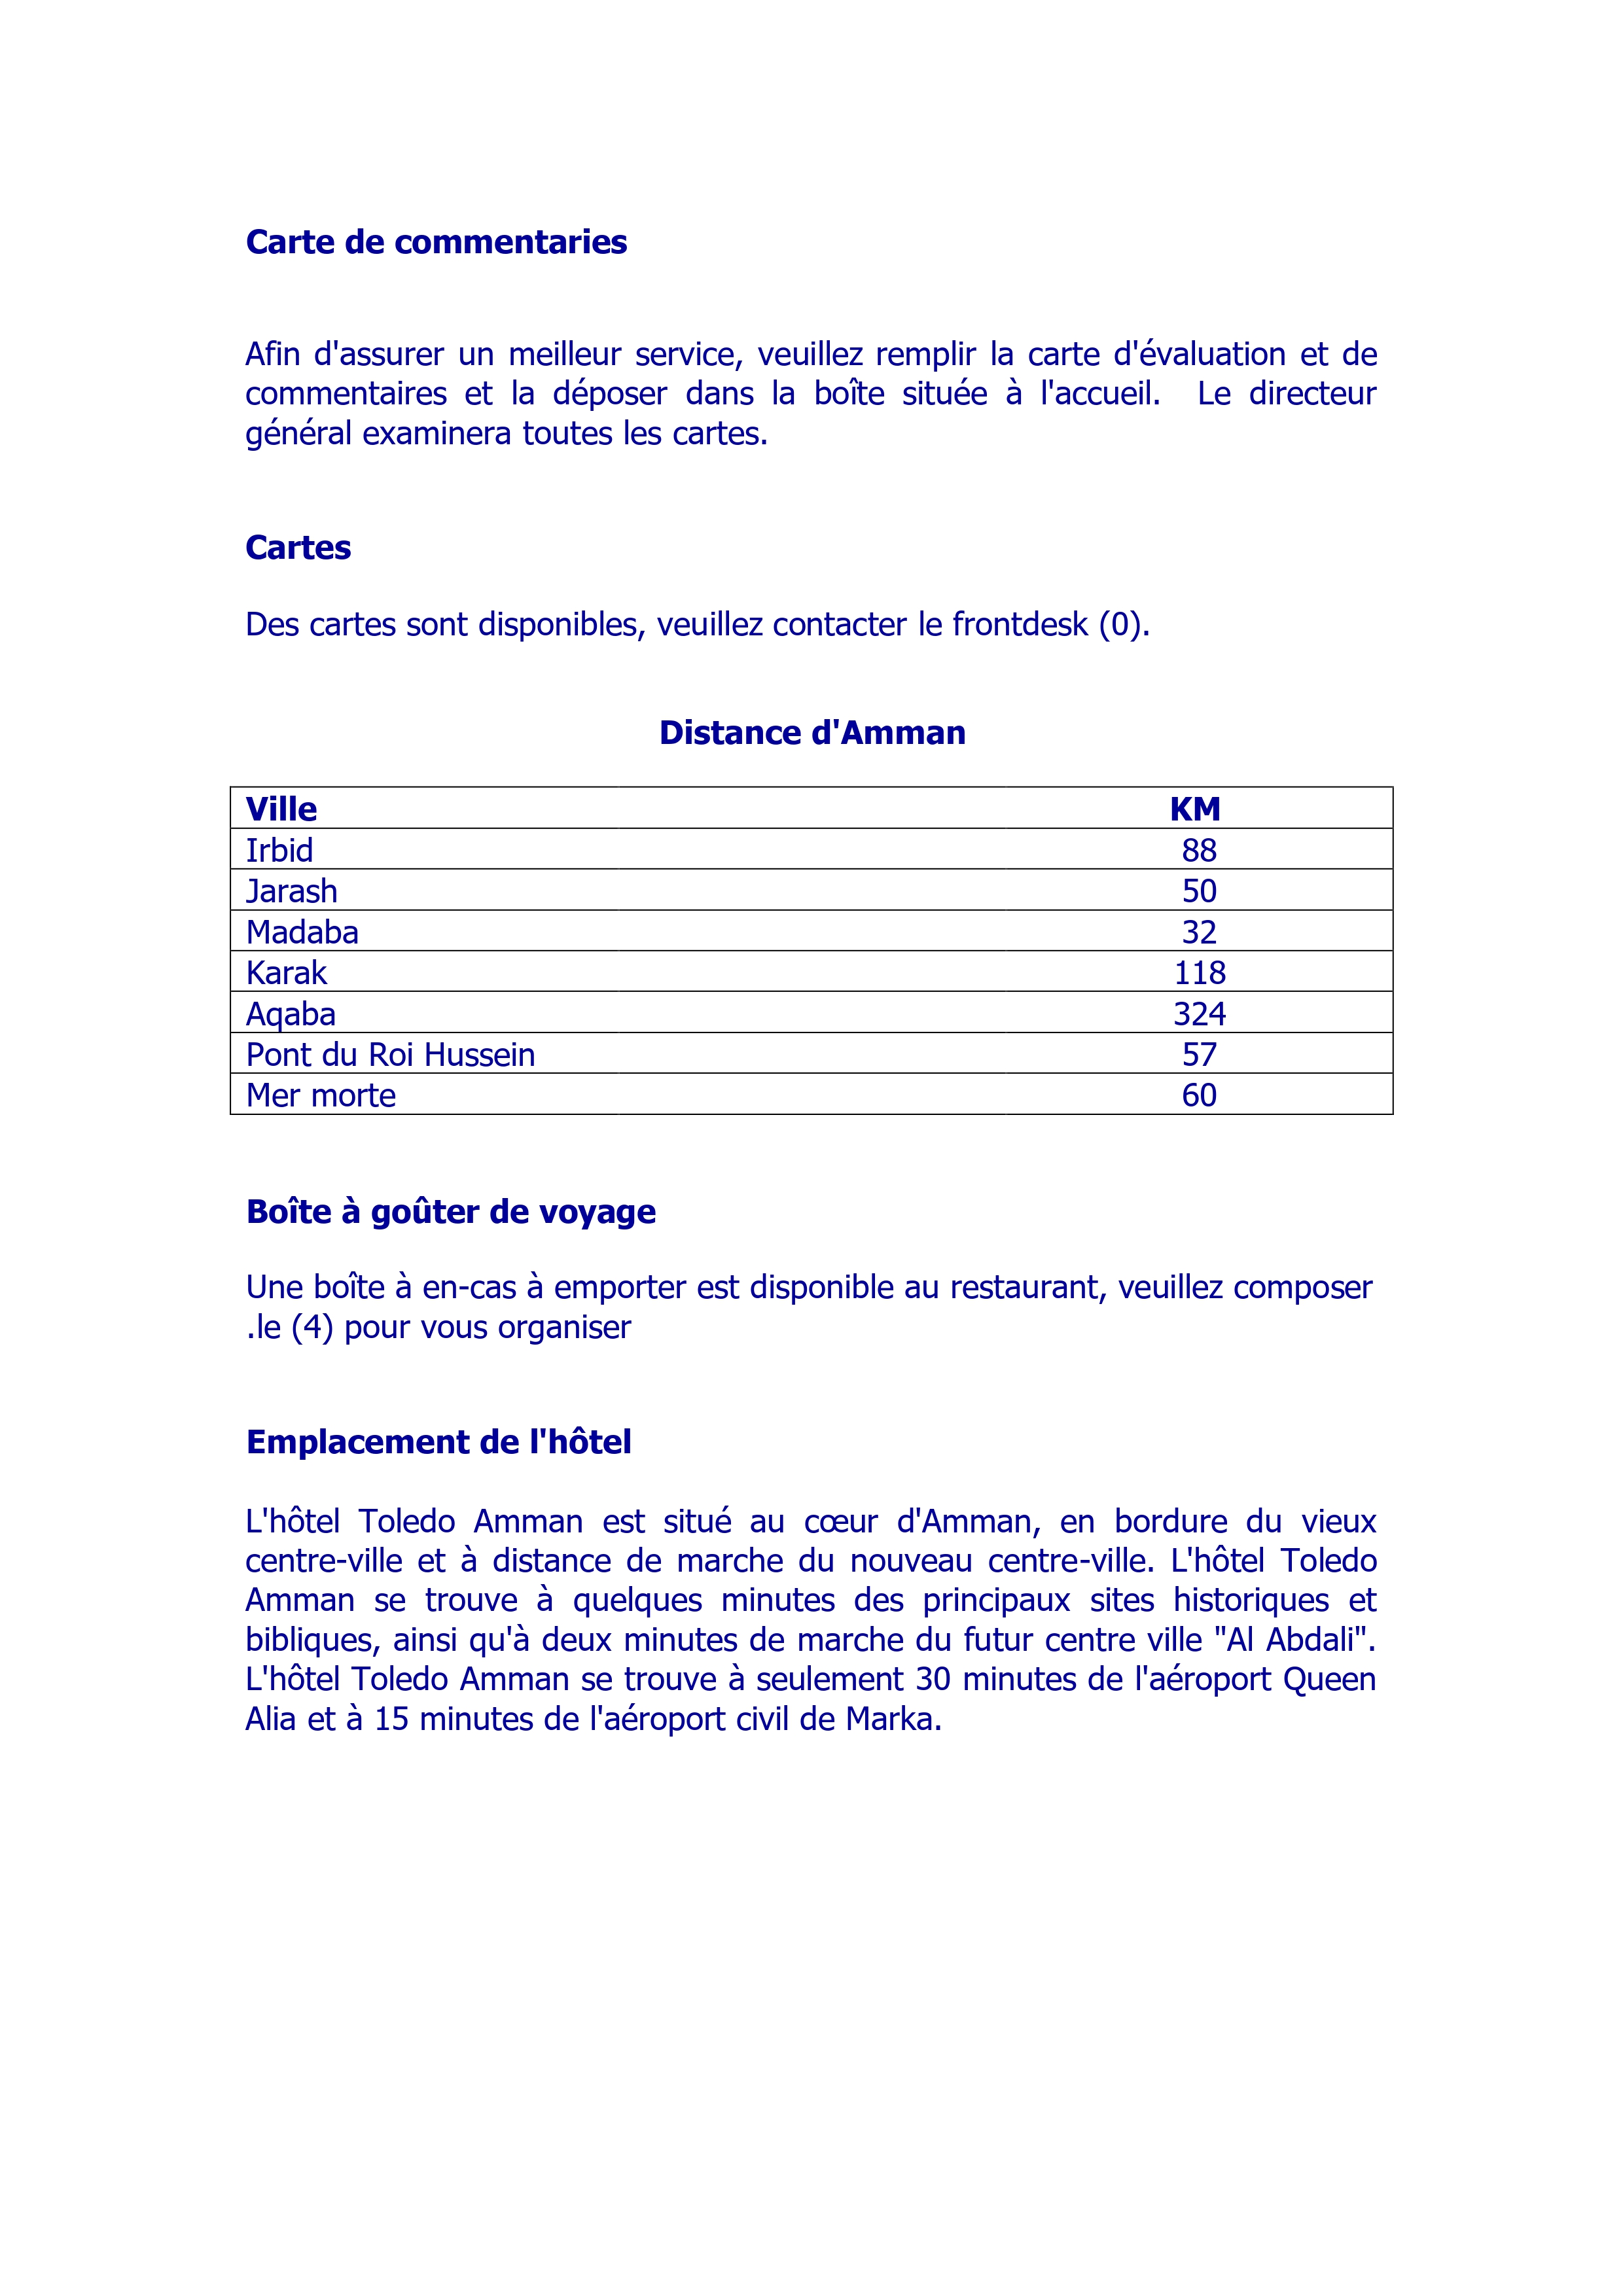 Carte de commentaries
Afin d'assurer un meilleur service, veuillez remplir la carte d'évaluation et de
commentaires et la déposer dans la boîte située à l'accueil.  Le directeur
général examinera toutes les cartes.
Cartes
Des cartes sont disponibles, veuillez contacter le frontdesk (0).
Distance d'Amman
Ville KM
Irbid 88
Jarash 50
Madaba 32
Karak 118
Aqaba 324
Pont du Roi Hussein 57
Mer morte 60
Boîte à goûter de voyage
Une boîte à en-cas à emporter est disponible au restaurant, veuillez composer
.le (4) pour vous organiser
Emplacement de l'hôtel
L'hôtel Toledo Amman est situé au cœur d'Amman, en bordure du vieux
centre-ville et à distance de marche du nouveau centre-ville. L'hôtel Toledo
Amman se trouve à quelques minutes des principaux sites historiques et
bibliques, ainsi qu'à deux minutes de marche du futur centre ville "Al Abdali".
L'hôtel Toledo Amman se trouve à seulement 30 minutes de l'aéroport Queen
Alia et à 15 minutes de l'aéroport civil de Marka.